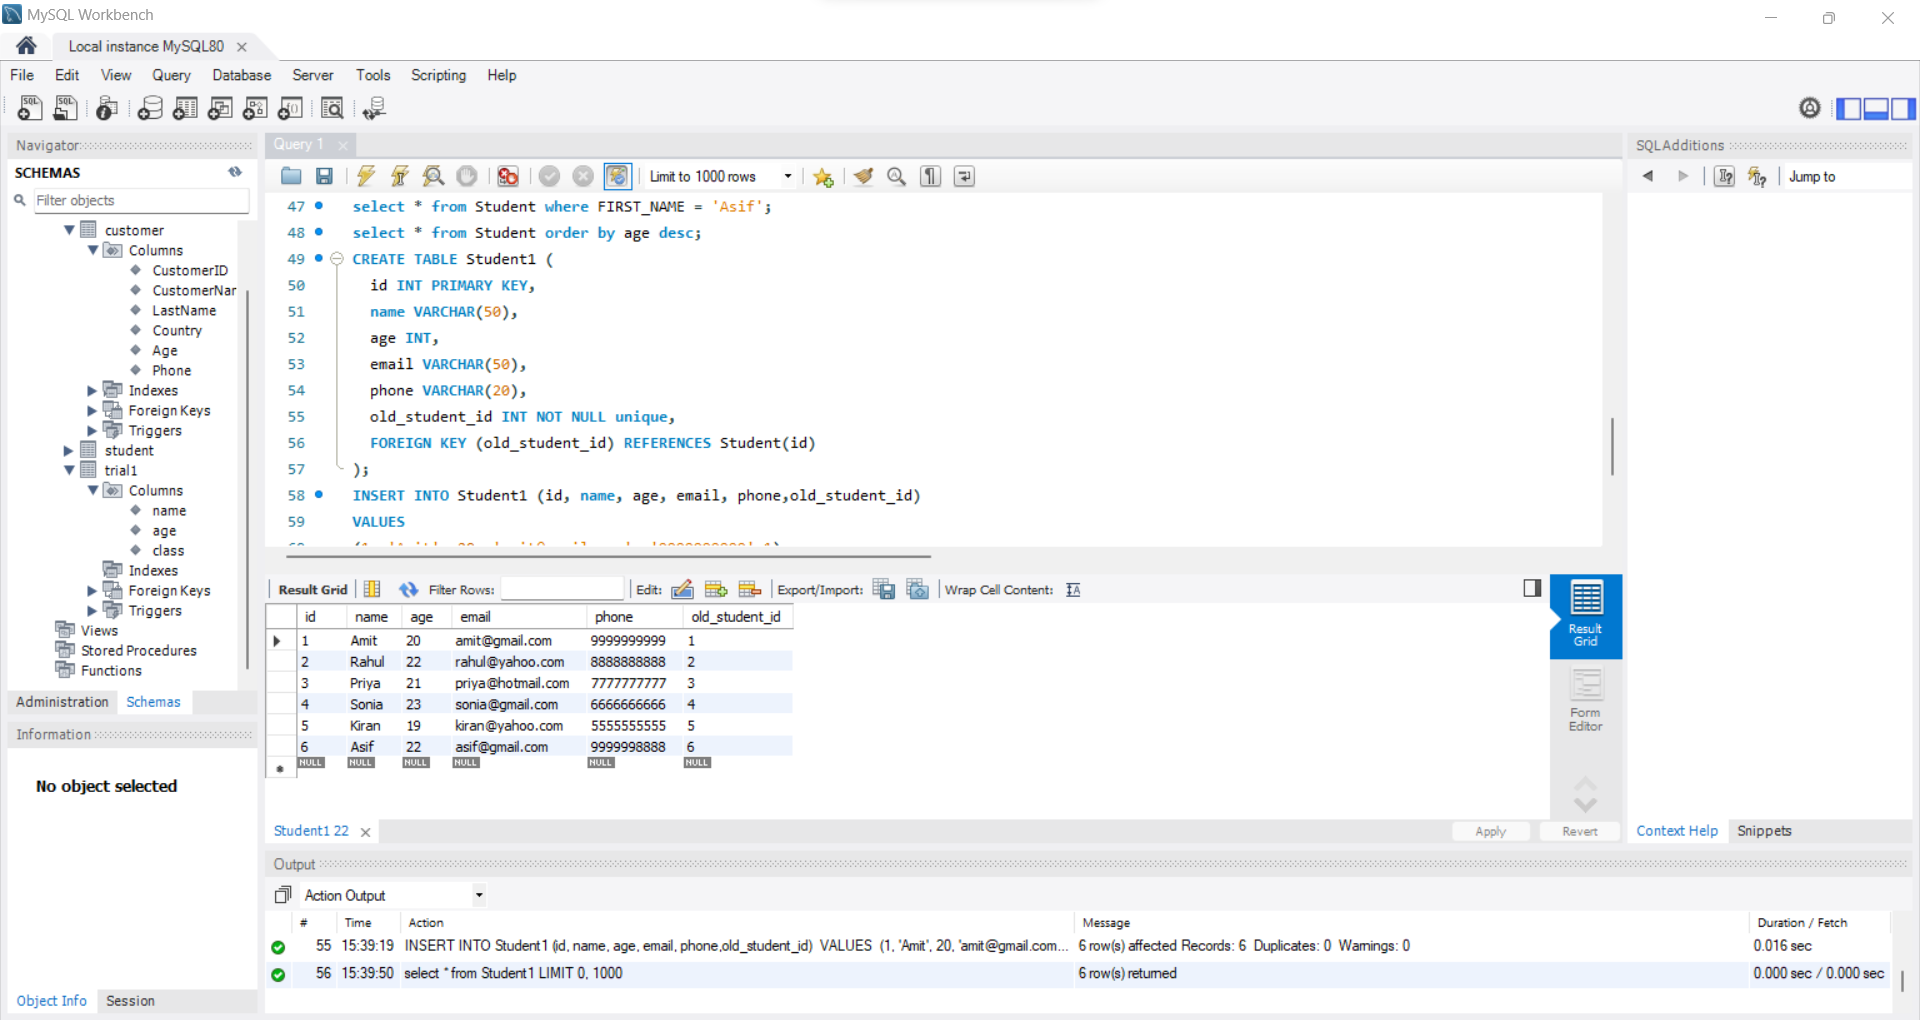 MySQL Workbench
Local instance MySQL80
File Edit View Query Database Server Tools Scripting Help
Navigator
SCHEMAS
Filter objects
customer
Columns
CustomerID
CustomerNar
LastName
Country
Age
Phone
Indexes
Foreign Keys
Triggers
student
trial1
Columns
name
age
class
Indexes
Foreign Keys
Triggers
Views
Stored Procedures
Functions
Administration Schemas
Information
No object selected
Object Info Session
Query 1
Limit to 1000 rows
47 select * from Student where FIRST_NAME = 'Asif';
48 select * from Student order by age desc;
49 CREATE TABLE Student1 (
50 id INT PRIMARY KEY,
51 name VARCHAR(50),
52 age INT,
53 email VARCHAR(50),
54 phone VARCHAR(20),
55 old_student_id INT NOT NULL unique,
56 FOREIGN KEY (old_student_id) REFERENCES Student(id)
57 );
58 INSERT INTO Student1 (id, name, age, email, phone,old_student_id)
59 VALUES
Result Grid Filter Rows: Edit: Export/Import: Wrap Cell Content:
id name age email phone old_student_id
1 Amit 20 amit@gmail.com 9999999999 1
2 Rahul 22 rahul@yahoo.com 8888888888 2
3 Priya 21 priya@hotmail.com 7777777777 3
4 Sonia 23 sonia@gmail.com 6666666666 4
5 Kiran 19 kiran@yahoo.com 5555555555 5
6 Asif 22 asif@gmail.com 9999998888 6
NULL NULL NULL NULL NULL NULL
Result
Grid
Form
Editor
Student1 22
Apply Revert
SQLAdditions
Jump to
Context Help Snippets
Output
Action Output
# Time Action Message Duration / Fetch
55 15:39:19 INSERT INTO Student1 (id, name, age, email, phone,old_student_id) VALUES (1, 'Amit', 20, 'amit@gmail.com... 6 row(s) affected Records: 6 Duplicates: 0 Warnings: 0 0.016 sec
56 15:39:50 select * from Student1 LIMIT 0, 1000 6 row(s) returned 0.000 sec / 0.000 sec